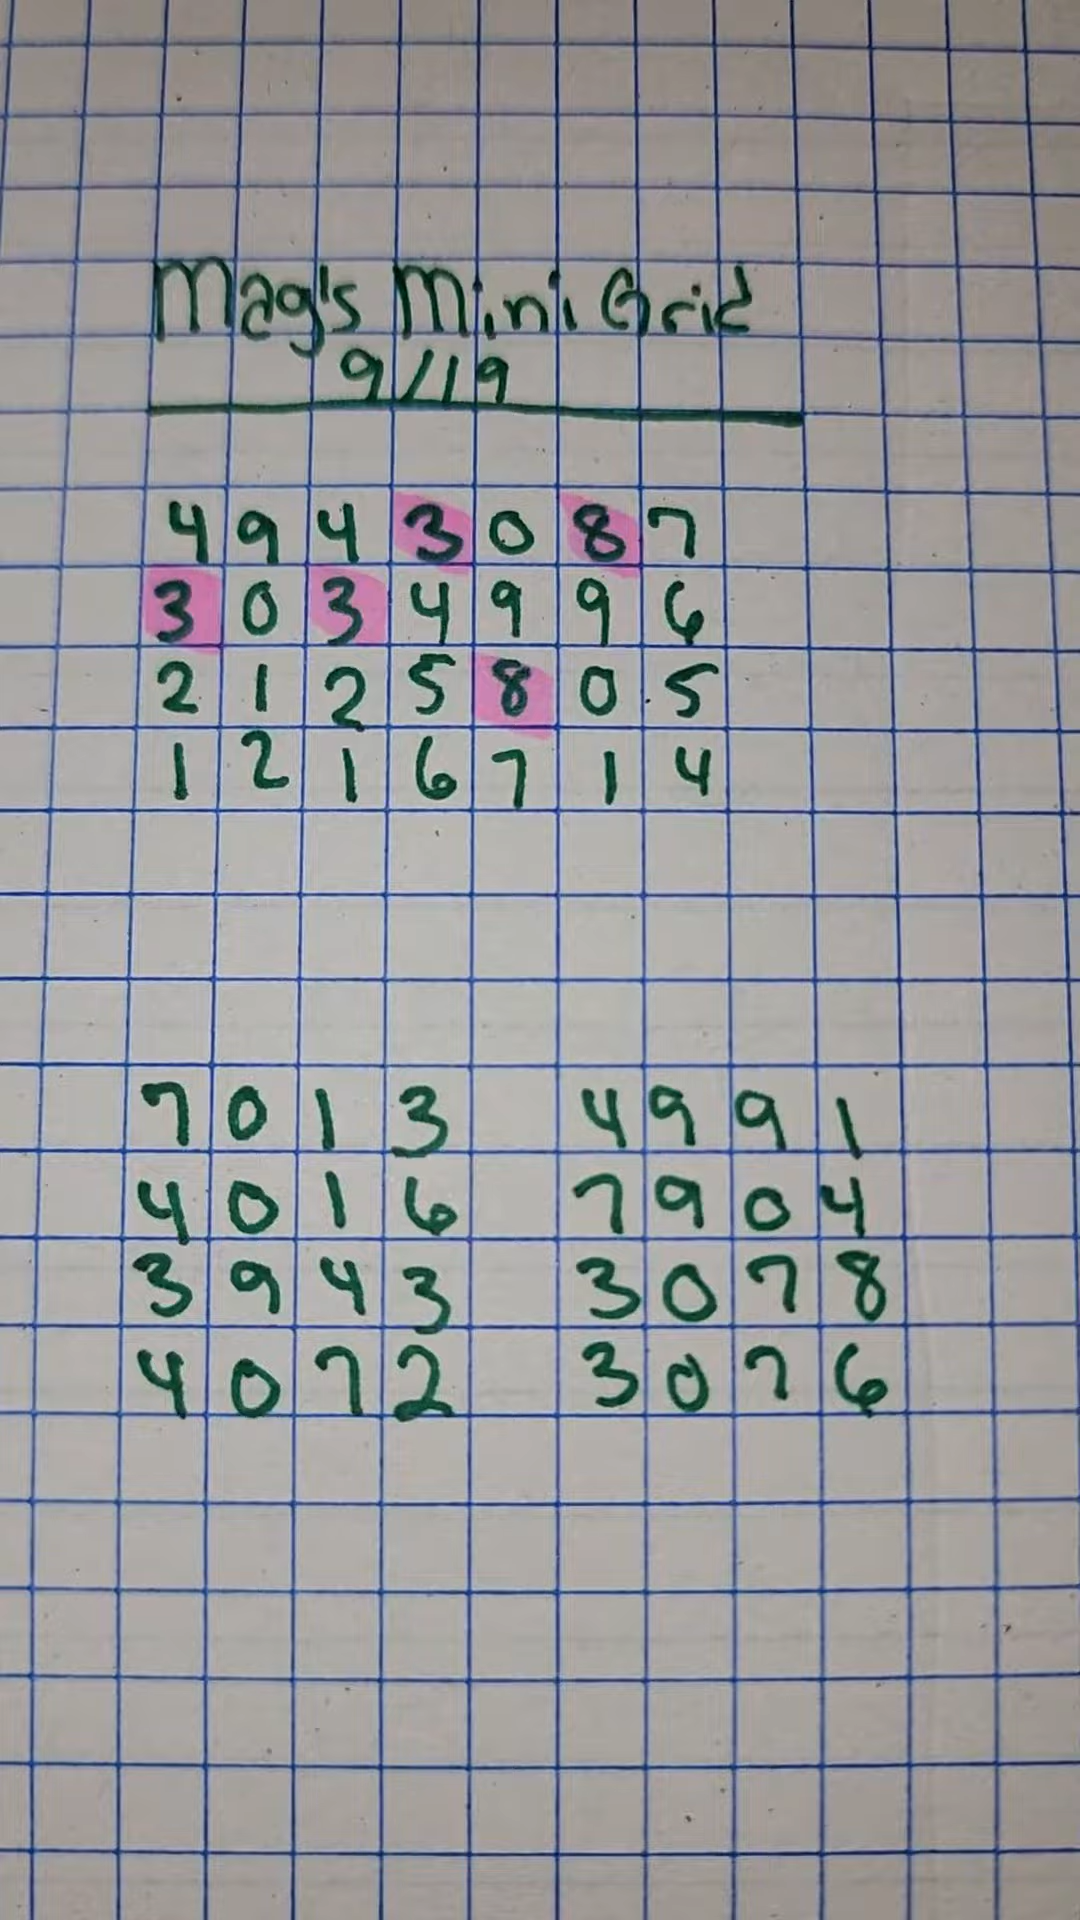 Mag's Mini Grid
9/19
4 9 4 3 0 8 7
3 0 3 4 9 9 6
2 1 2 5 8 0 5
1 2 1 6 7 1 4
7 0 1 3 4 9 9 1
4 0 1 6 7 9 0 4
3 9 4 3 3 0 7 8
4 0 7 2 3 0 7 6